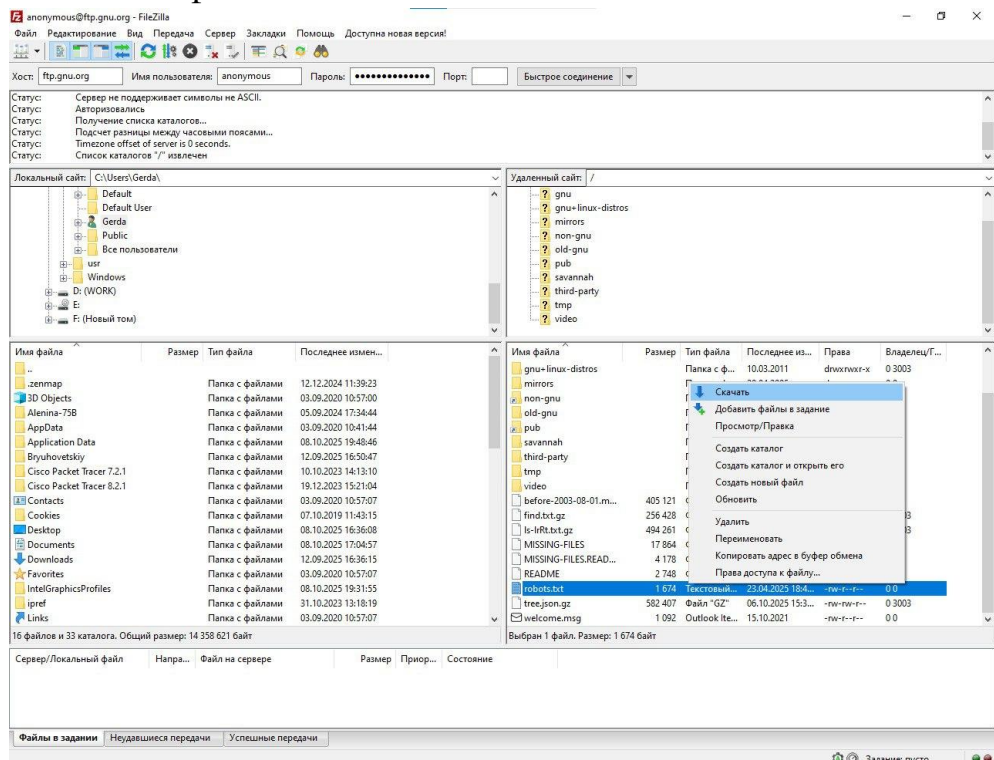 anonymous@ftp.gnu.org - FileZilla
Файл Редактирование Вид Передача Сервер Закладки Помощь Доступна новая версия!
Хост: ftp.gnu.org Имя пользователя: anonymous Пароль: ●●●●●●●●●●●●●● Порт: Быстрое соединение
Статус: Сервер не поддерживает символы не ASCII.
Статус: Авторизовались
Статус: Получение списка каталогов...
Статус: Подсчет разницы между часовыми поясами...
Статус: Timezone offset of server is 0 seconds.
Статус: Список каталогов "/" извлечен
Локальный сайт: C:\Users\Gerda\
Default
Default User
Gerda
Public
Все пользователи
usr
Windows
D: (WORK)
E:
F: (Новый том)
Удаленный сайт: /
? gnu
? gnu+linux-distros
? mirrors
? non-gnu
? old-gnu
? pub
? savannah
? third-party
? tmp
? video
Имя файла Размер Тип файла Последнее измен...
..
.zenmap Папка с файлами 12.12.2024 11:39:23
3D Objects Папка с файлами 03.09.2020 10:57:00
Alenina-75B Папка с файлами 05.09.2024 17:34:44
AppData Папка с файлами 03.09.2020 10:41:44
Application Data Папка с файлами 08.10.2025 19:48:46
Bryuhovetskiy Папка с файлами 12.09.2025 16:50:47
Cisco Packet Tracer 7.2.1 Папка с файлами 10.10.2023 14:13:10
Cisco Packet Tracer 8.2.1 Папка с файлами 19.12.2023 15:21:04
Contacts Папка с файлами 03.09.2020 10:57:07
Cookies Папка с файлами 07.10.2019 11:43:15
Desktop Папка с файлами 08.10.2025 16:36:08
Documents Папка с файлами 08.10.2025 17:04:57
Downloads Папка с файлами 12.09.2025 16:36:15
Favorites Папка с файлами 03.09.2020 10:57:07
IntelGraphicsProfiles Папка с файлами 08.10.2025 19:31:55
ipref Папка с файлами 31.10.2023 13:18:19
Links Папка с файлами 03.09.2020 10:57:07
16 файлов и 33 каталога. Общий размер: 14 358 621 байт
Имя файла Размер Тип файла Последнее из... Права Владелец/Г...
gnu+linux-distros Папка с ф... 10.03.2011 drwxrwxr-x 0 3003
mirrors
non-gnu
old-gnu
pub
savannah
third-party
tmp
video
before-2003-08-01.m... 405 121
find.txt.gz 256 428
ls-lrRt.txt.gz 494 261
MISSING-FILES 17 864
MISSING-FILES.READ... 4 178
README 2 748
robots.txt 1 674 Текстовый... 23.04.2025 18:4... -rw-r--r-- 0 0
tree.json.gz 582 407 Файл "GZ" 06.10.2025 15:3... -rw-rw-r-- 0 3003
welcome.msg 1 092 Outlook Ite... 15.10.2021 -rw-r--r-- 0 0
Выбран 1 файл. Размер: 1 674 байт
Скачать
Добавить файлы в задание
Просмотр/Правка
Создать каталог
Создать каталог и открыть его
Создать новый файл
Обновить
Удалить
Переименовать
Копировать адрес в буфер обмена
Права доступа к файлу...
Сервер/Локальный файл Напра... Файл на сервере Размер Приор... Состояние
Файлы в задании Неудавшиеся передачи Успешные передачи
Задание: пусто